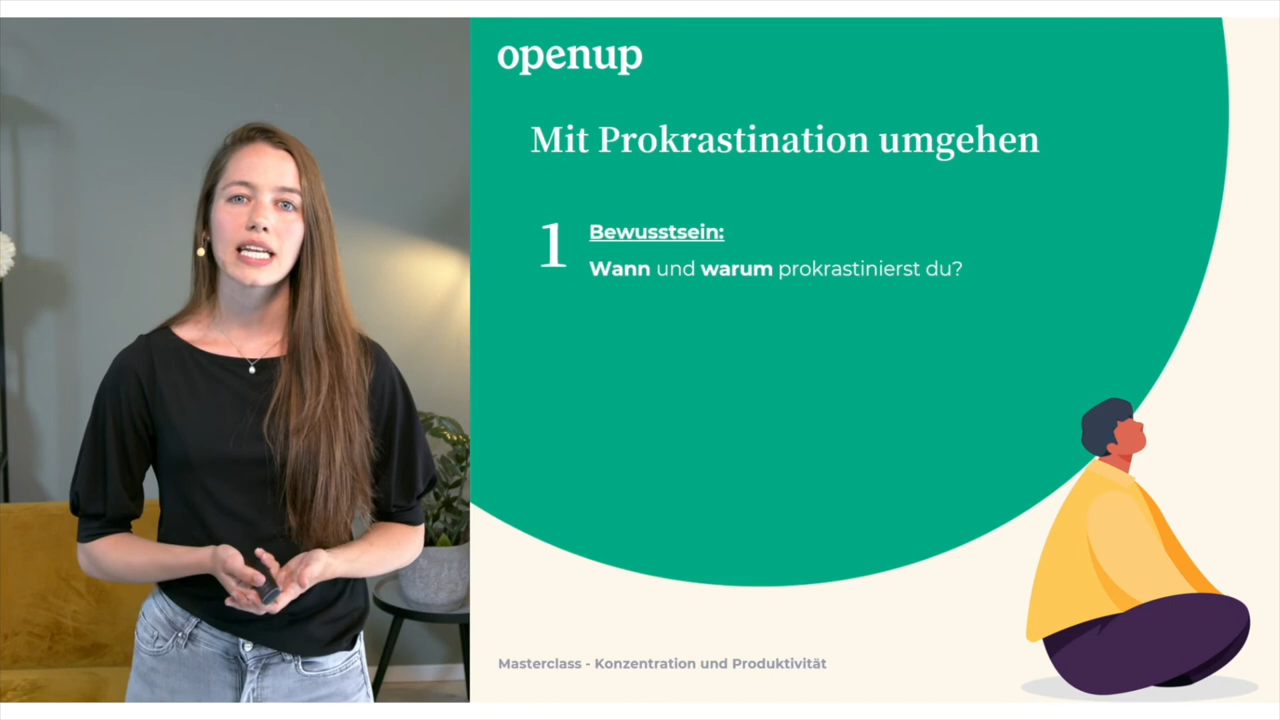 openup
Mit Prokrastination umgehen
1
Bewusstsein:
Wann und warum prokrastinierst du?
Masterclass - Konzentration und Produktivität